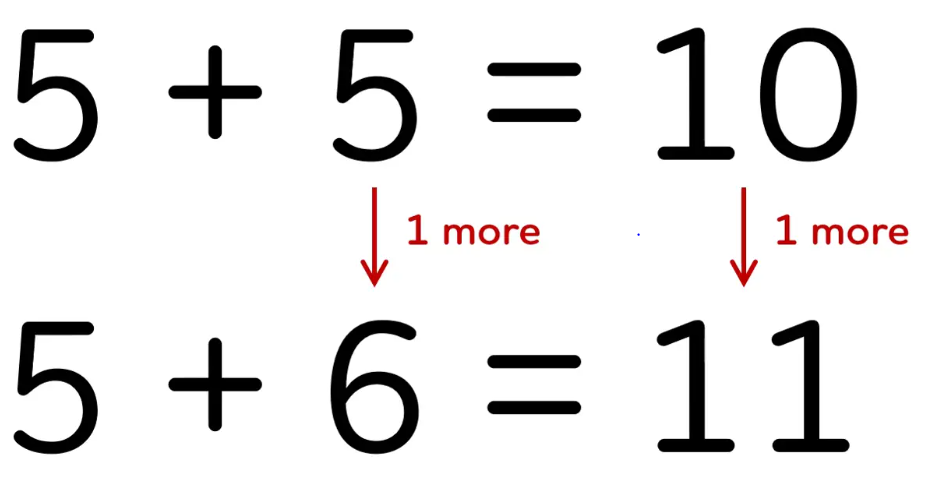 5 + 5 = 10
1 more 1 more
5 + 6 = 11